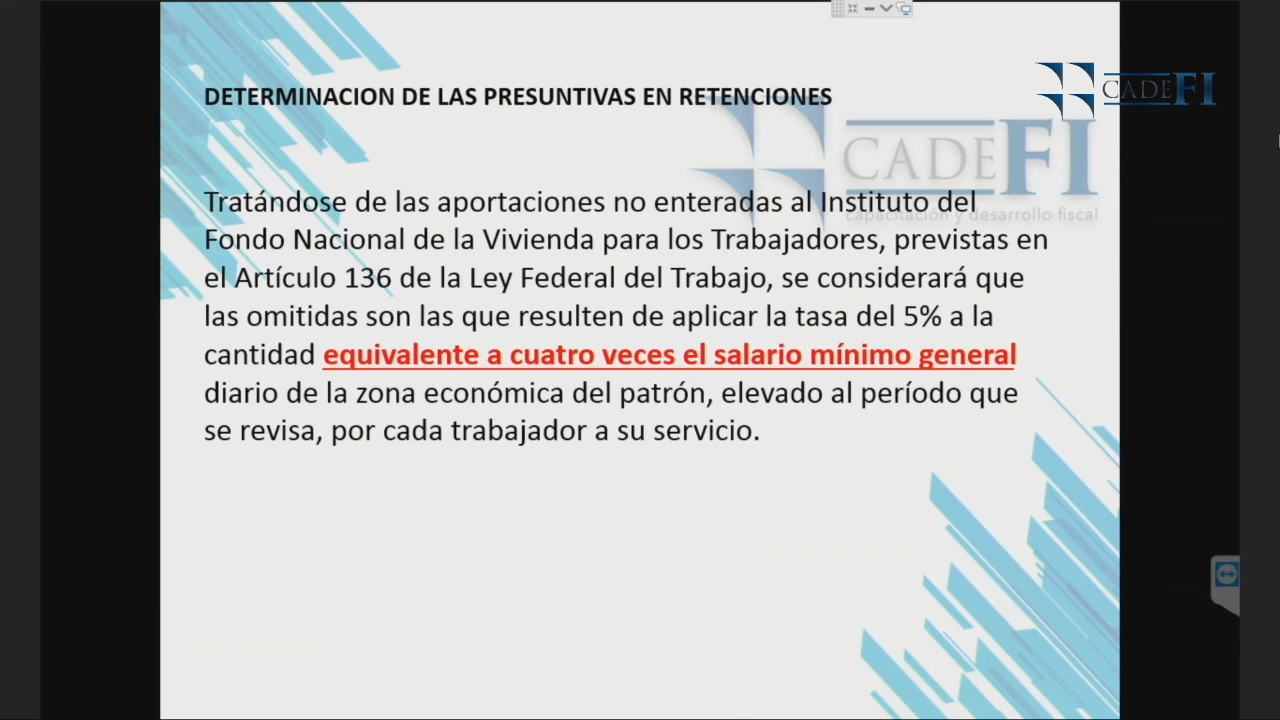 CADEFI
DETERMINACION DE LAS PRESUNTIVAS EN RETENCIONES
CADEFI
capacitación y desarrollo fiscal
Tratándose de las aportaciones no enteradas al Instituto del
Fondo Nacional de la Vivienda para los Trabajadores, previstas en
el Artículo 136 de la Ley Federal del Trabajo, se considerará que
las omitidas son las que resulten de aplicar la tasa del 5% a la
cantidad equivalente a cuatro veces el salario mínimo general
diario de la zona económica del patrón, elevado al período que
se revisa, por cada trabajador a su servicio.